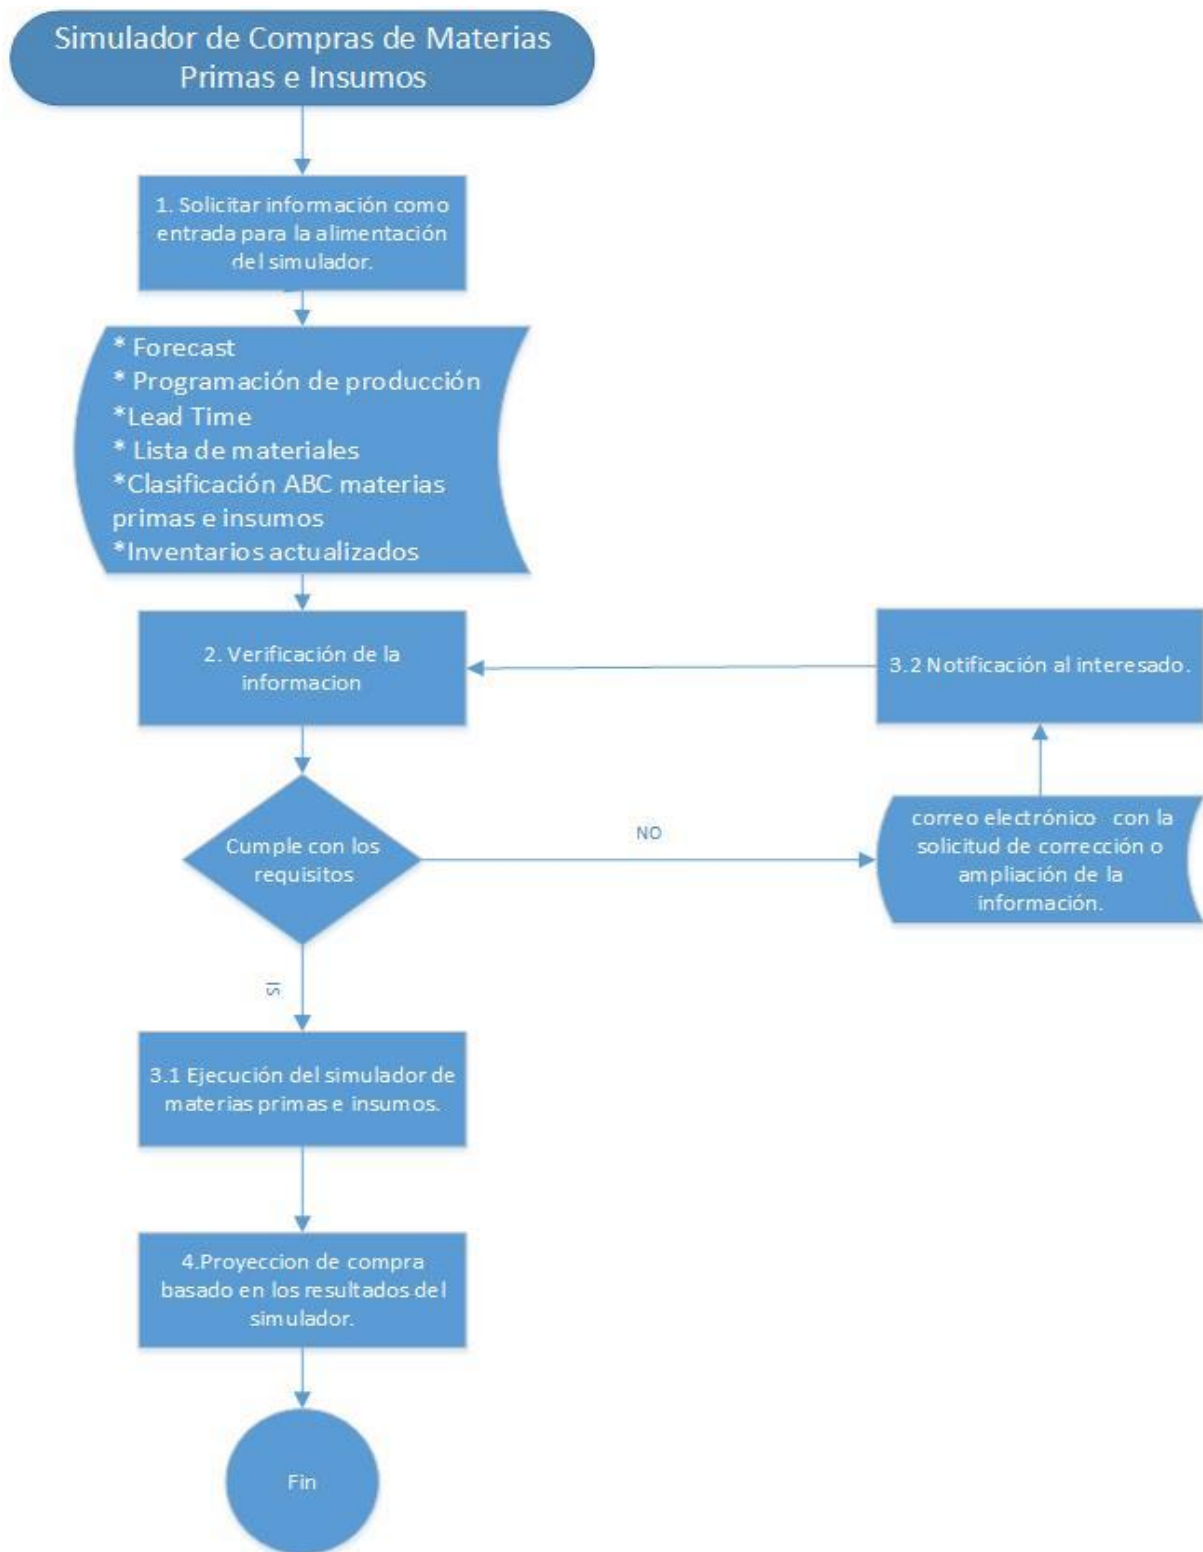 Simulador de Compras de Materias
Primas e Insumos
1. Solicitar información como
entrada para la alimentación
del simulador.
* Forecast
* Programación de producción
*Lead Time
* Lista de materiales
*Clasificación ABC materias
primas e insumos
*Inventarios actualizados
2. Verificación de la
informacion
3.2 Notificación al interesado.
Cumple con los
requisitos
NO
correo electrónico con la
solicitud de corrección o
ampliación de la
información.
SI
3.1 Ejecución del simulador de
materias primas e insumos.
4.Proyeccion de compra
basado en los resultados del
simulador.
Fin